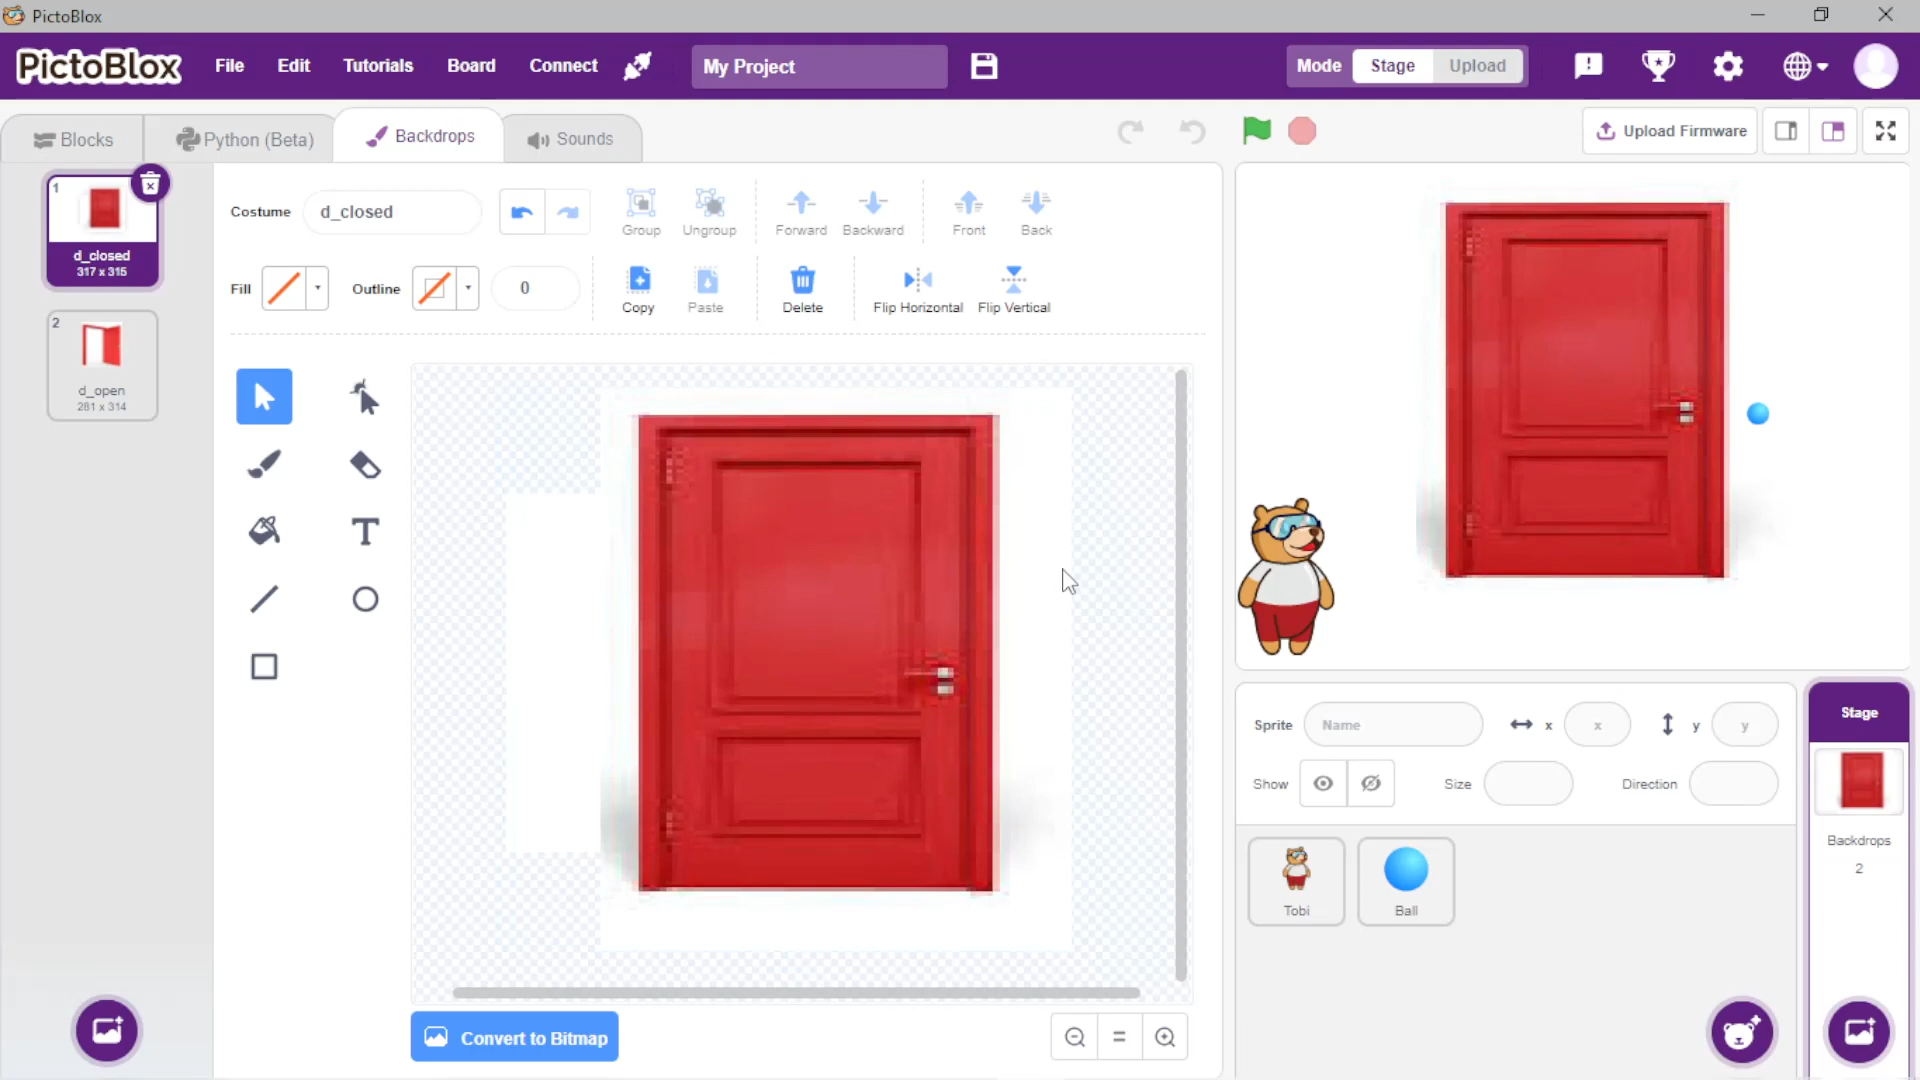 PictoBlox
PictoBlox
File
Edit
Tutorials
Board
Connect
My Project
Mode
Stage
Upload
Blocks
Python (Beta)
Backdrops
Sounds
Upload Firmware
1
d_closed
317 x 315
2
d_open
281 x 314
Costume
d_closed
Group
Ungroup
Forward
Backward
Front
Back
Fill
Outline
0
Copy
Paste
Delete
Flip Horizontal
Flip Vertical
T
Convert to Bitmap
Sprite
Name
x
x
y
y
Show
Size
Direction
Tobi
Ball
Stage
Backdrops
2